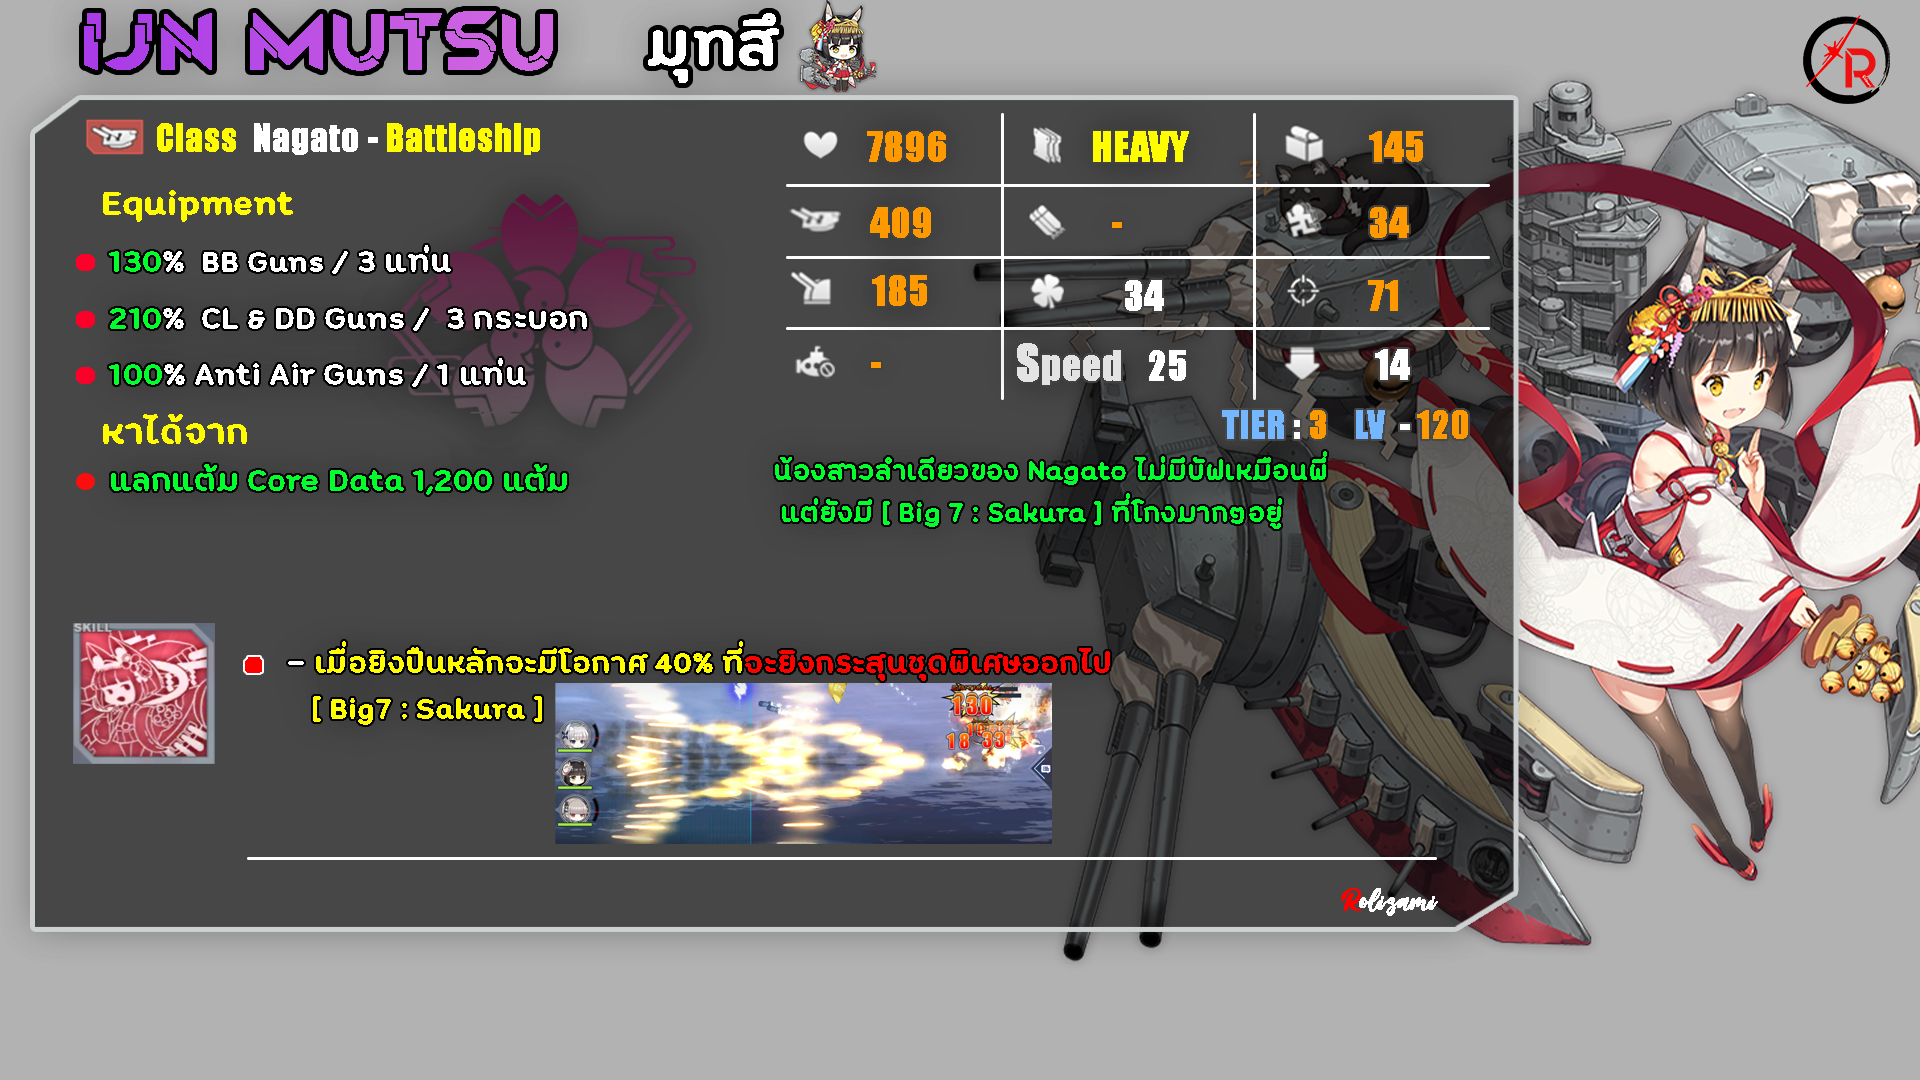 IJN MUTSU มุทสึ
R
Class Nagato - Battleship
Equipment
130% BB Guns / 3 แท่น
210% CL & DD Guns / 3 กระบอก
100% Anti Air Guns / 1 แท่น
หาได้จาก
แลกแต้ม Core Data 1,200 แต้ม
7896 HEAVY 145
409 - 34
185 34 71
- Speed 25 14
TIER : 3 LV - 120
น้องสาวลำเดียวของ Nagato ไม่มีบัฟเหมือนพี่
แต่ยังมี [ Big 7 : Sakura ] ที่โกงมากๆอยู่
SKILL
- เมื่อยิงปืนหลักจะมีโอกาศ 40% ที่จะยิงกระสุนชุดพิเศษออกไป
[ Big7 : Sakura ]
130
18 33
Rolizami